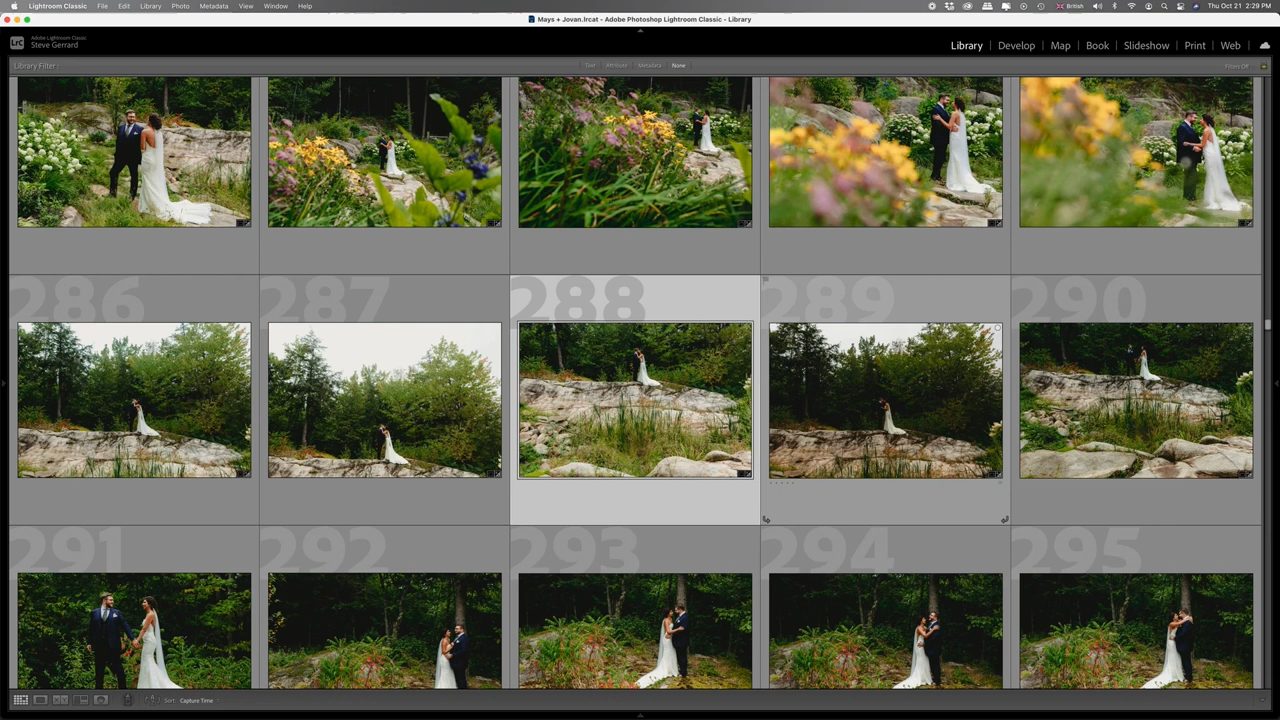 Lightroom Classic File Edit Library Photo Metadata View Window Help British Thu Oct 21 2:29 PM
Mays + Jovan.lrcat - Adobe Photoshop Lightroom Classic - Library
LrC
Adobe Lightroom Classic
Steve Gerrard
Library | Develop | Map | Book | Slideshow | Print | Web
Library Filter : Text Attribute Metadata None Filters Off
286 287 288 289 290
291 292 293 294 295
XY Sort: Capture Time